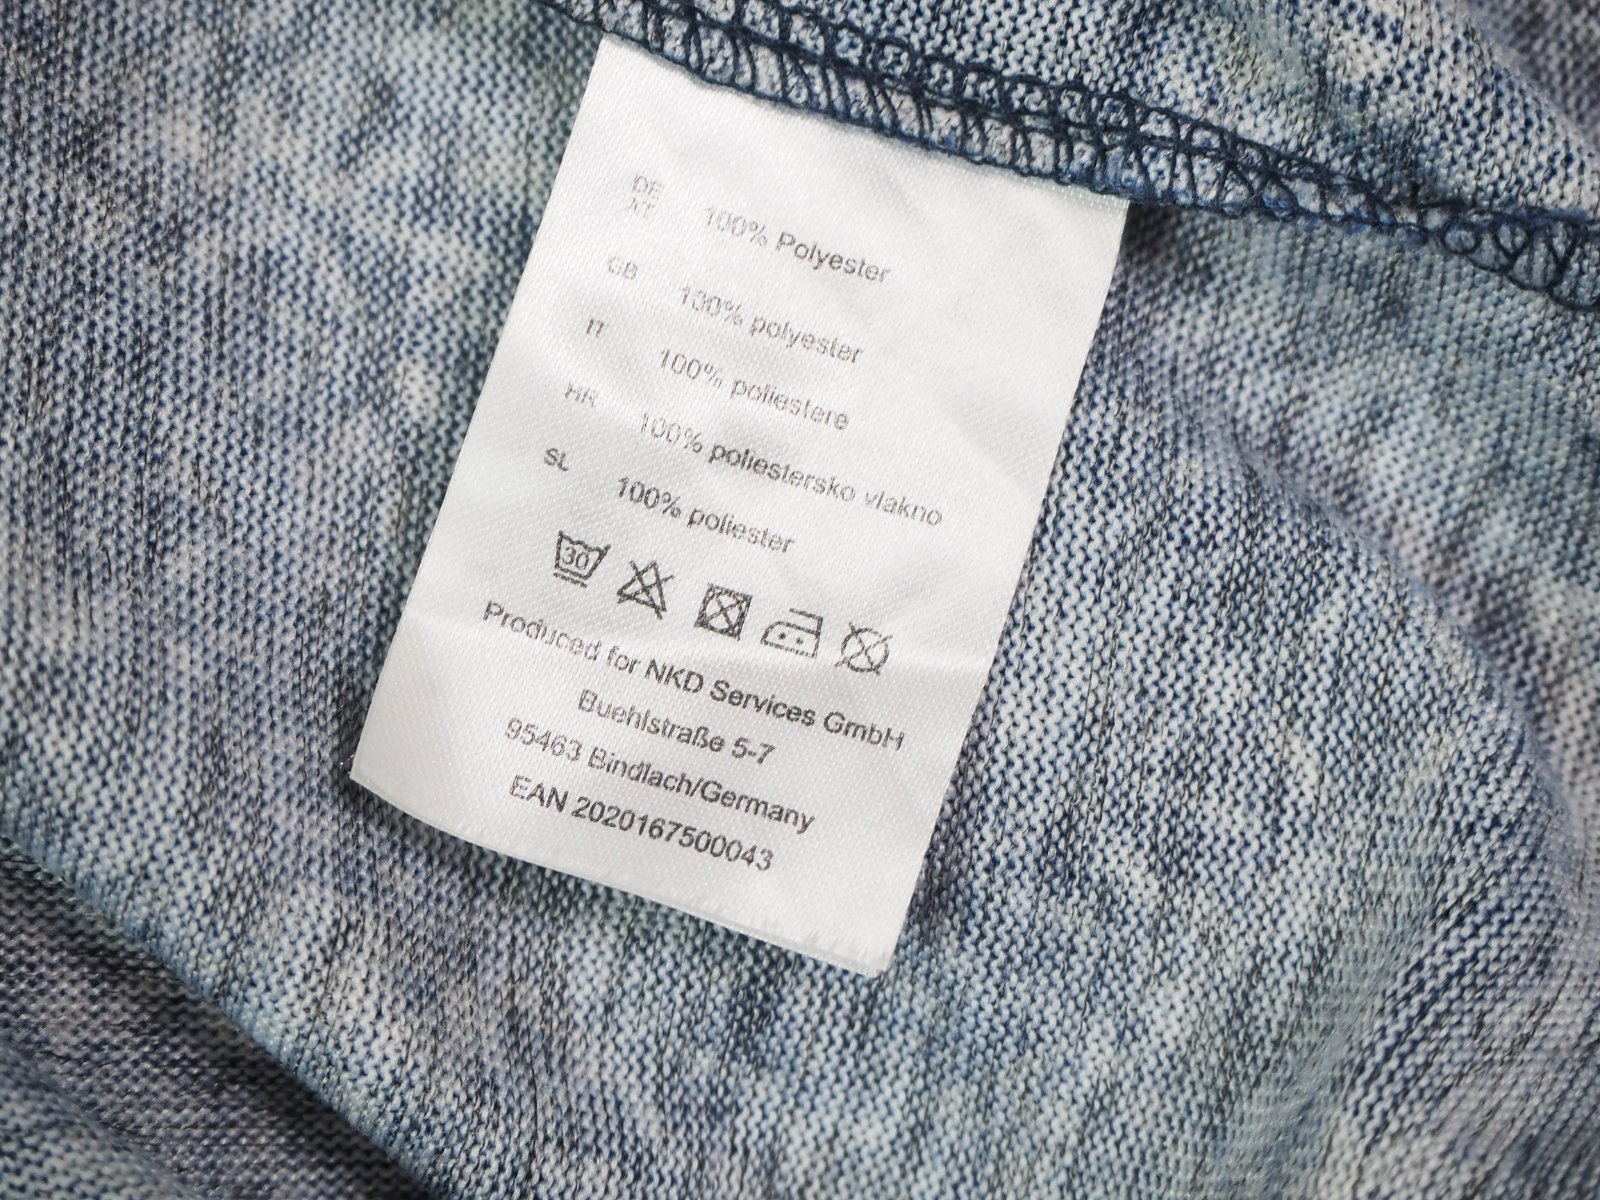 DE
AT 100% Polyester
GB 100% polyester
IT 100% poliestere
HR 100% poliestersko vlakno
SL 100% poliester
30
Produced for NKD Services GmbH
Buehlstraße 5-7
95463 Bindlach/Germany
EAN 2020167500043